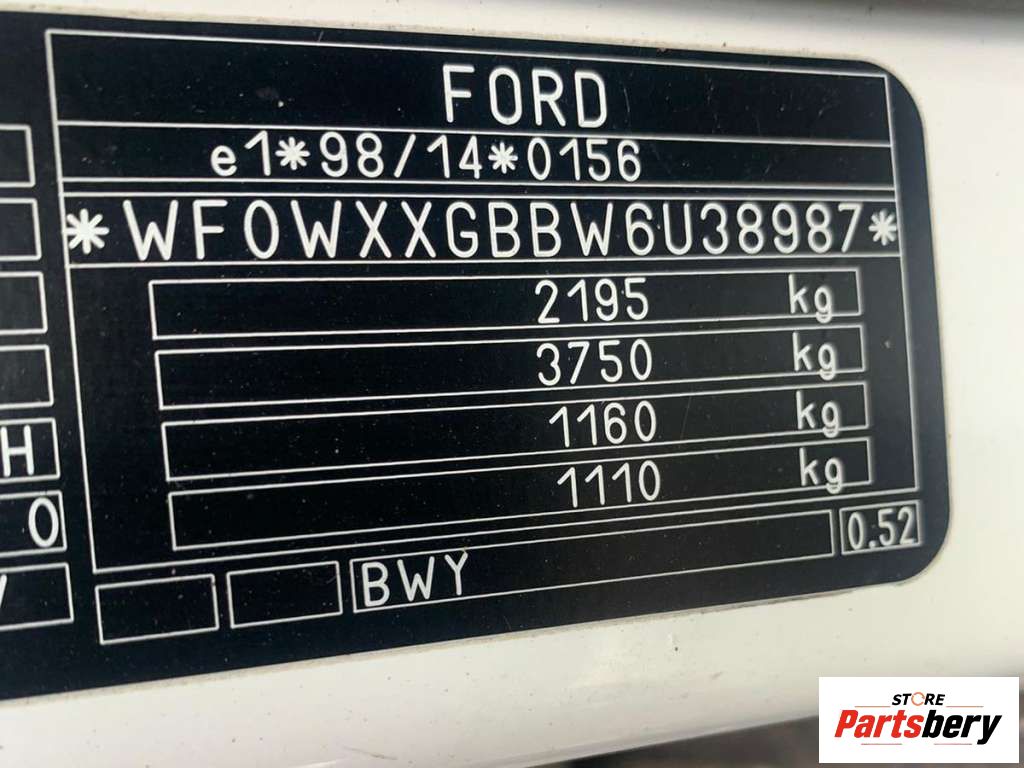 FORD
e1*98/14*0156
*WF0WXXGBBW6U38987*
2195 kg
3750 kg
1160 kg
1110 kg
H
0
BWY
0.52
STORE
Partsbery